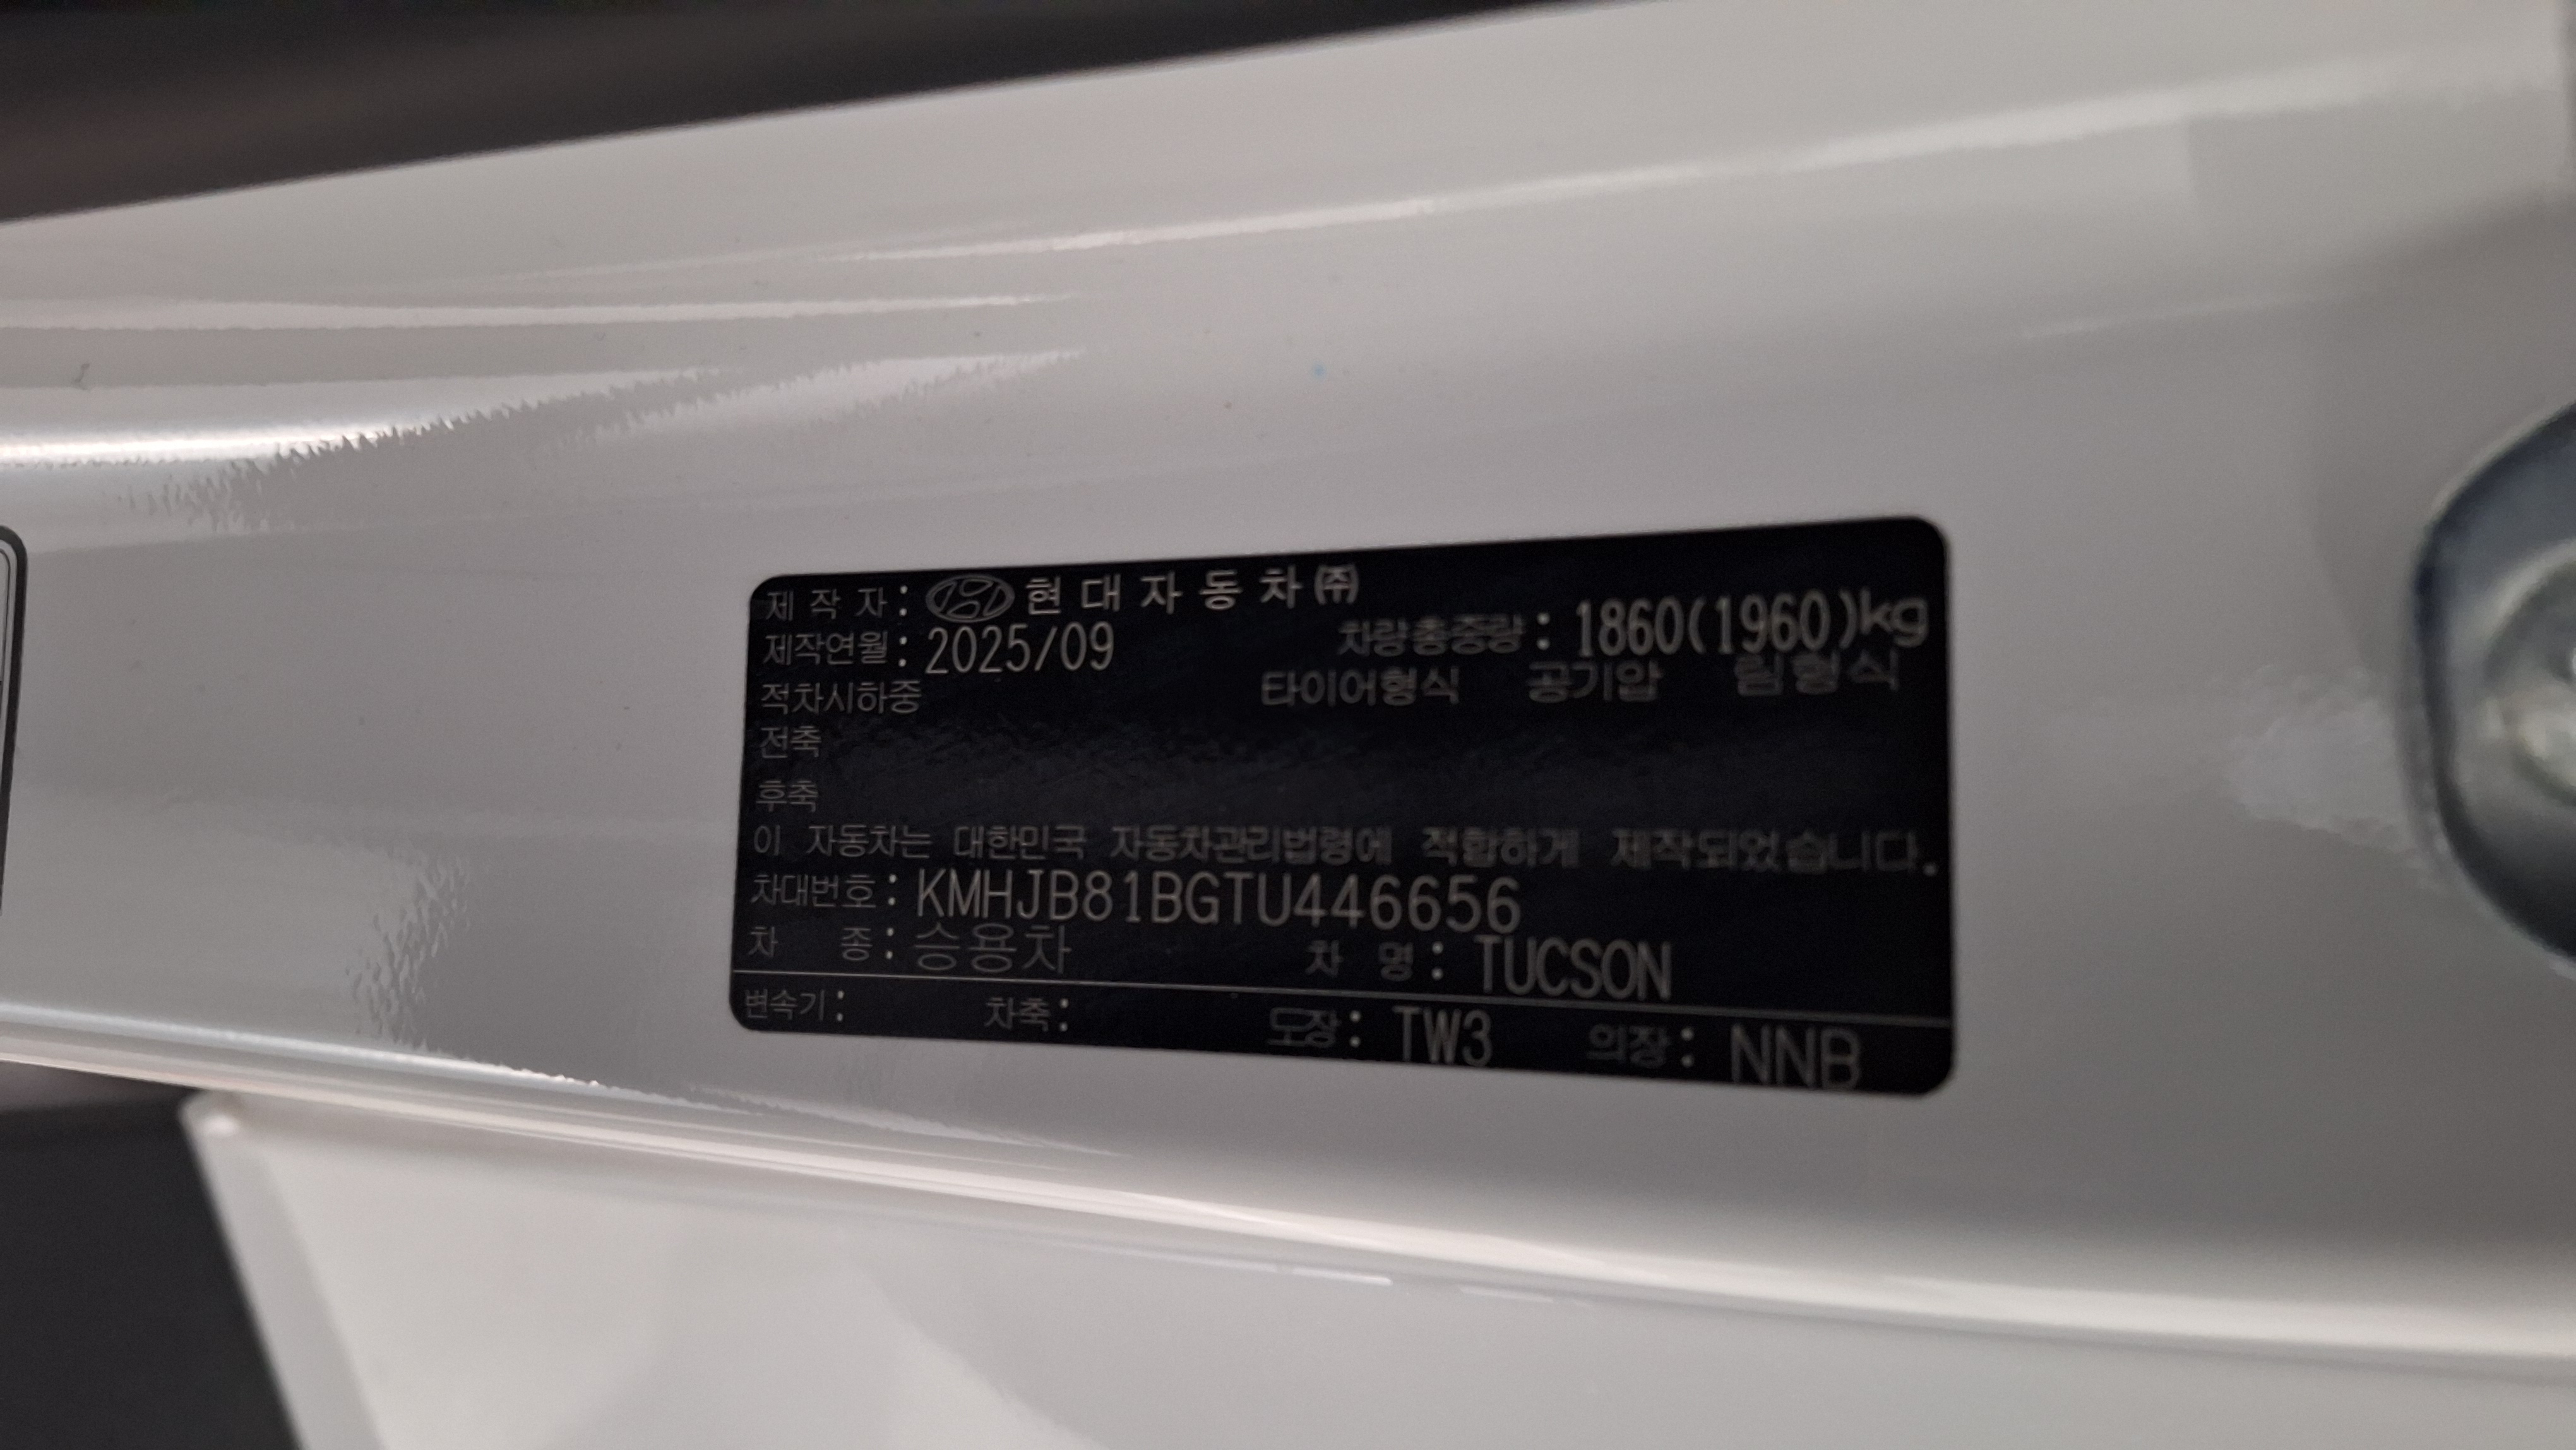 제 작 자 : 현 대 자 동 차 ㈜
제작연월 : 2025/09 차량총중량 : 1860(1960)kg
적차시하중 타이어형식 공기압 림형식
전축
후축
이 자동차는 대한민국 자동차관리법령에 적합하게 제작되었습니다.
차대번호 : KMHJB81BGTU446656
차 종 : 승용차 차 명 : TUCSON
변속기 : 차축 : 도장 : TW3 의장 : NNB